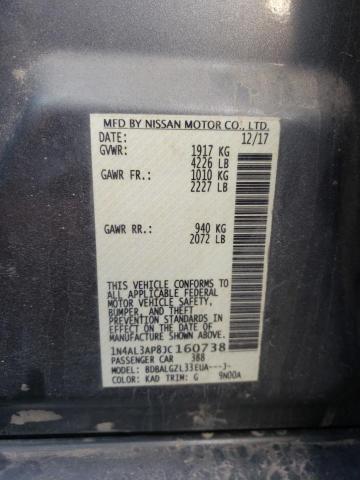 MFD BY NISSAN MOTOR CO., LTD.
DATE: 12/17
GVWR: 1917 KG
4226 LB
GAWR FR.: 1010 KG
2227 LB
GAWR RR.: 940 KG
2072 LB
THIS VEHICLE CONFORMS TO
ALL APPLICABLE FEDERAL
MOTOR VEHICLE SAFETY,
BUMPER, AND THEFT
PREVENTION STANDARDS IN
EFFECT ON THE DATE OF
MANUFACTURE SHOWN ABOVE.
1N4AL3AP8JC160738
PASSENGER CAR 388
MODEL: BDBALGZL33EUA---J-
COLOR: KAD TRIM: G 9N00A